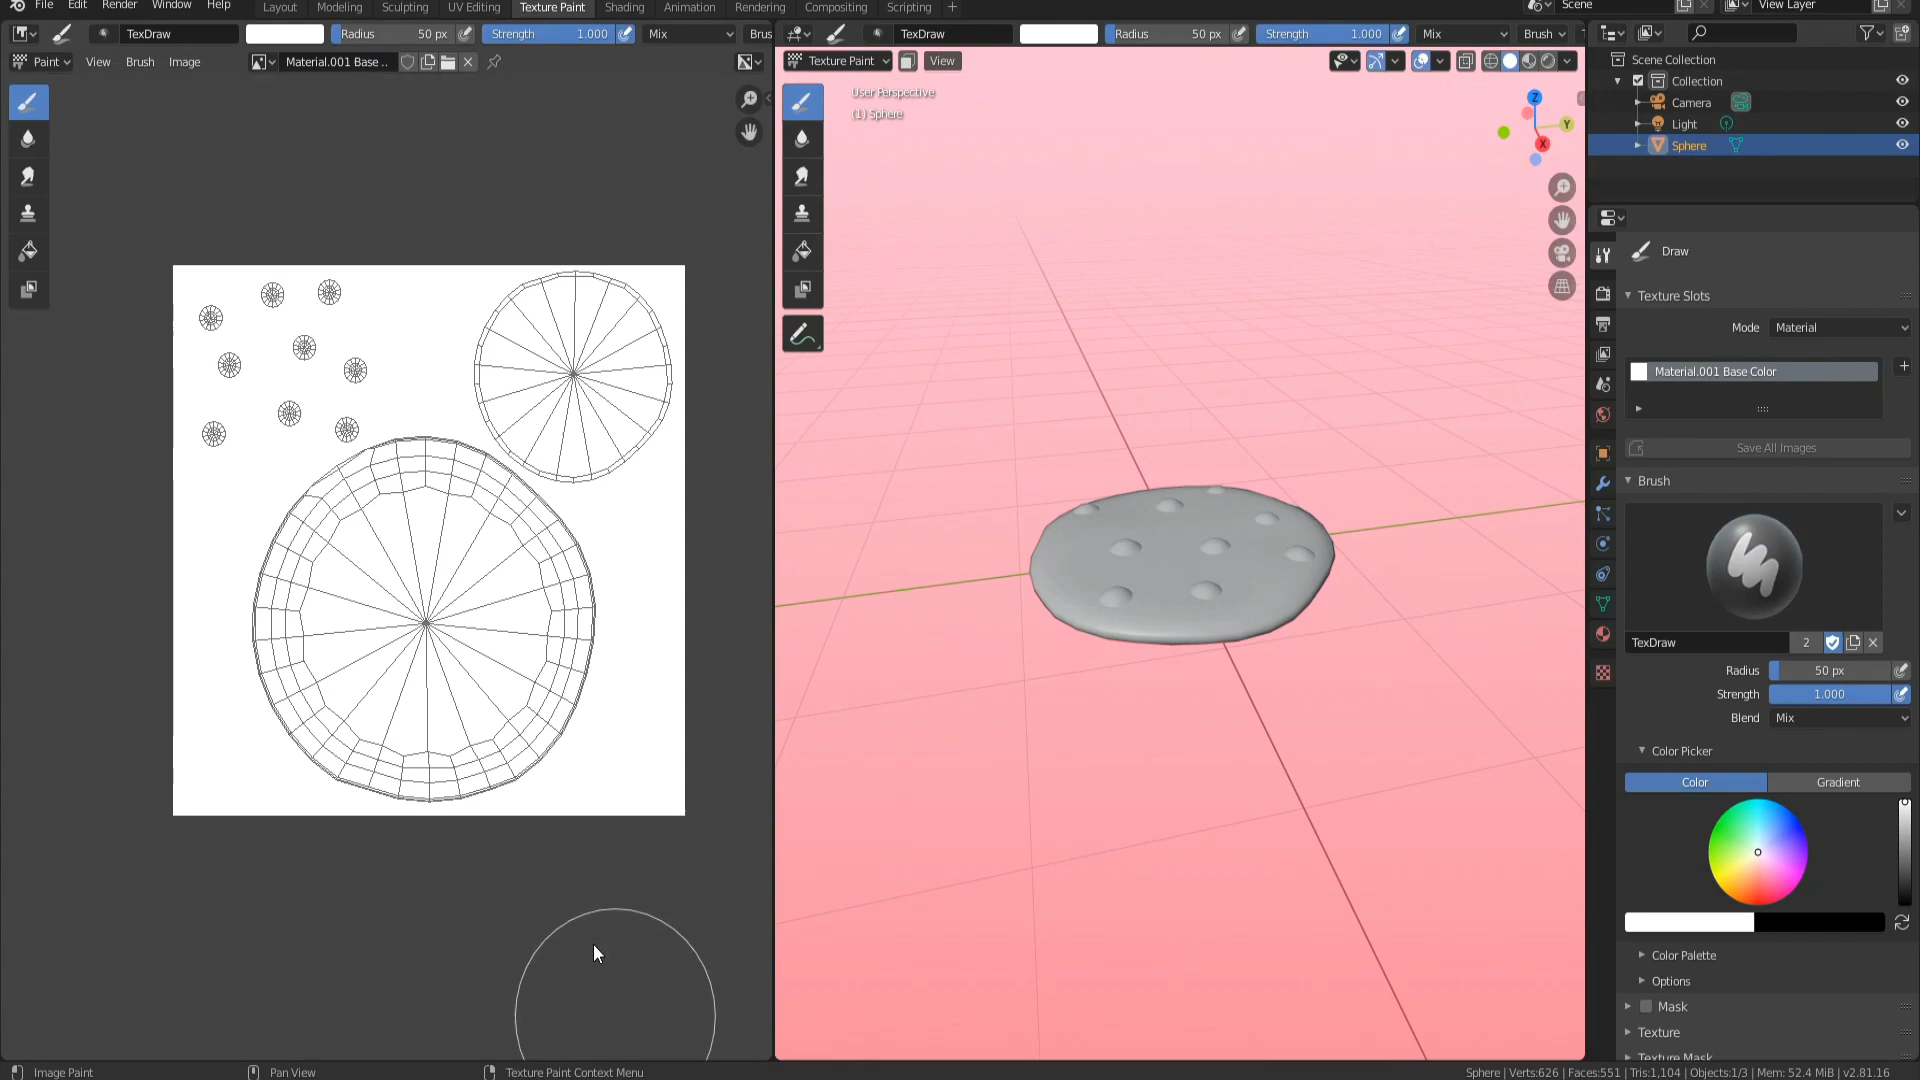 File Edit Render Window Help Layout Modeling Sculpting UV Editing Texture Paint Shading Animation Rendering Compositing Scripting + Scene View Layer
TexDraw Radius 50 px Strength 1.000 Mix Brus
TexDraw Radius 50 px Strength 1.000 Mix Brush
Paint View Brush Image Material.001 Base ..
Texture Paint View
User Perspective
(1) Sphere
Z
Y
X
Scene Collection
Collection
Camera
Light
Sphere
Draw
Texture Slots
Mode Material
Material.001 Base Color
Save All Images
Brush
TexDraw 2
Radius 50 px
Strength 1.000
Blend Mix
Color Picker
Color Gradient
Color Palette
Options
Mask
Texture
Texture Mask
Image Paint Pan View Texture Paint Context Menu Sphere | Verts:626 | Faces:551 | Tris:1,104 | Objects:1/3 | Mem: 52.4 MiB | v2.81.16